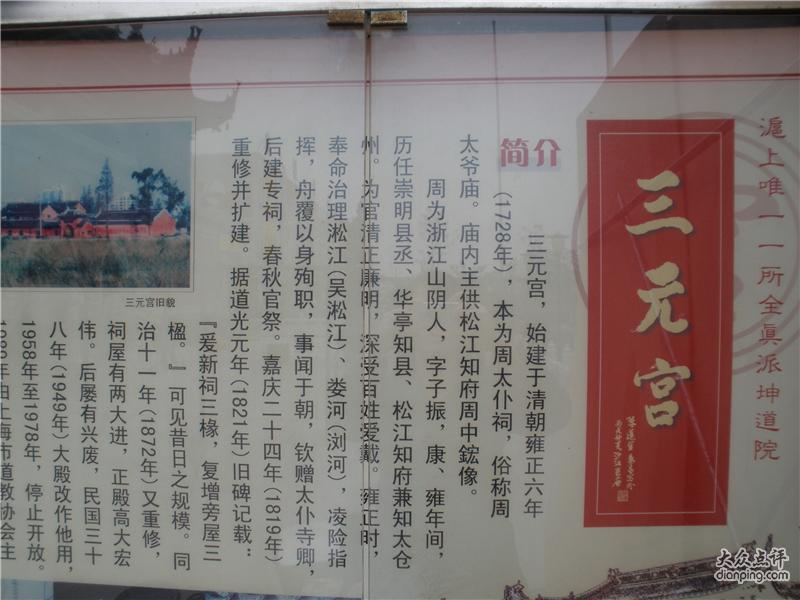 滬上唯一一所全真派坤道院
三元宫
简介
三元宫，始建于清朝雍正六年
（1728年），本为周太仆祠，俗称周
太爷庙。庙内主供松江知府周中鋐像。
周为浙江山阴人，字子振，康、雍年间，
历任崇明县丞、华亭知县、松江知府兼知太仓
州。为官清正廉明，深受百姓爱戴。雍正时，
奉命治理淞江（吴淞江）、娄河（浏河），凌险指
挥，舟覆以身殉职，事闻于朝，钦赠太仆寺卿，
后建专祠，春秋官祭。嘉庆二十四年（1819年）
重修并扩建。据道光元年（1821年）旧碑记载：
『爰新祠三椽，复增旁屋三
楹。』可见昔日之规模。同
治十一年（1872年）又重修，
祠屋有两大进，正殿高大宏
伟。后屡有兴废，民国三十
八年（1949年）大殿改作他用，
1958年至1978年，停止开放。
年由上海市道教协会主
三元宫旧貌
大众点评
dianping.com